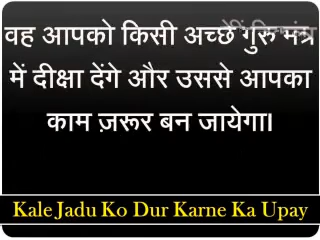 वह आपको किसी अच्छे गुरु मंत्र
में दीक्षा देंगे और उससे आपका
काम ज़रूर बन जायेगा।
Kale Jadu Ko Dur Karne Ka Upay